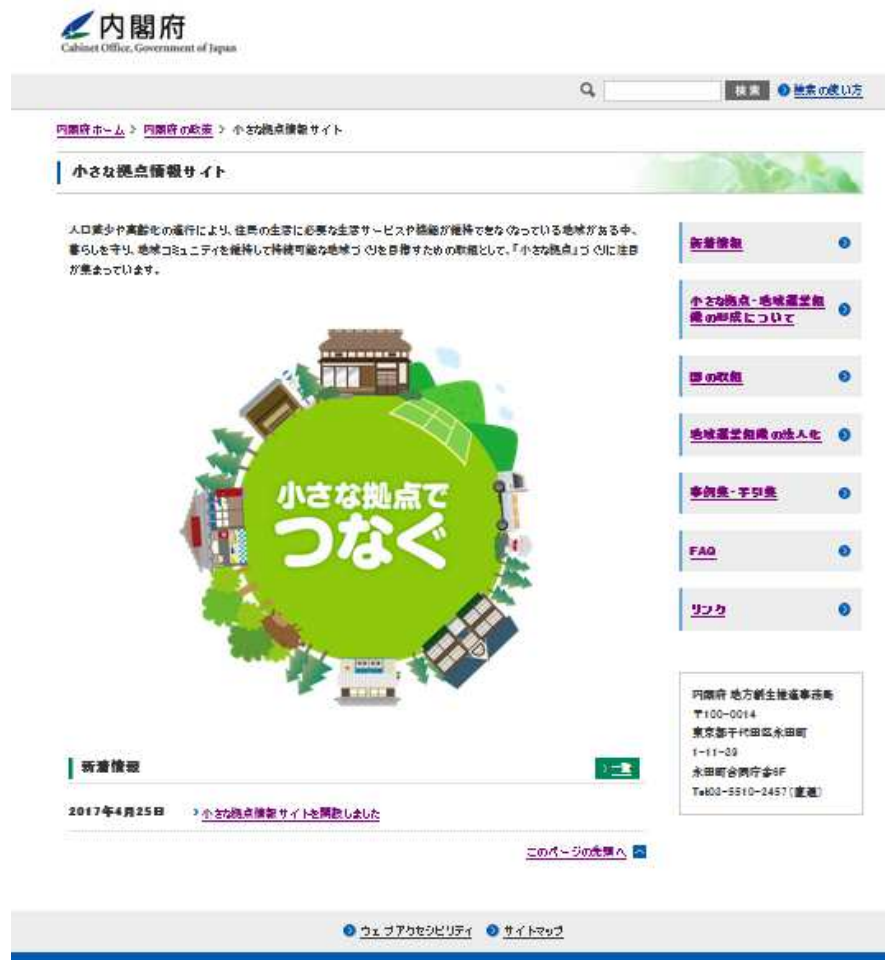 内閣府
Cabinet Office, Government of Japan
検索 検索の使い方
内閣府ホーム > 内閣府の政策 > 小さな拠点情報サイト
小さな拠点情報サイト
人口減少や高齢化の進行により、住民の生活に必要な生活サービスや機能が維持できなくなっている地域がある中、
暮らしを守り、地域コミュニティを維持して持続可能な地域づくりを目指すための取組として、「小さな拠点」づくりに注目
が集まっています。
小さな拠点で
つなぐ
新着情報
一覧
2017年4月25日 小さな拠点情報サイトを開設しました
このページの先頭へ
新着情報
小さな拠点・地域運営組
織の形成について
国の取組
地域運営組織の法人化
事例集・手引集
FAQ
リンク
内閣府 地方創生推進事務局
〒100-0014
東京都千代田区永田町
1-11-39
永田町合同庁舎6F
Tel03-5510-2457(直通)
ウェブアクセシビリティ サイトマップ